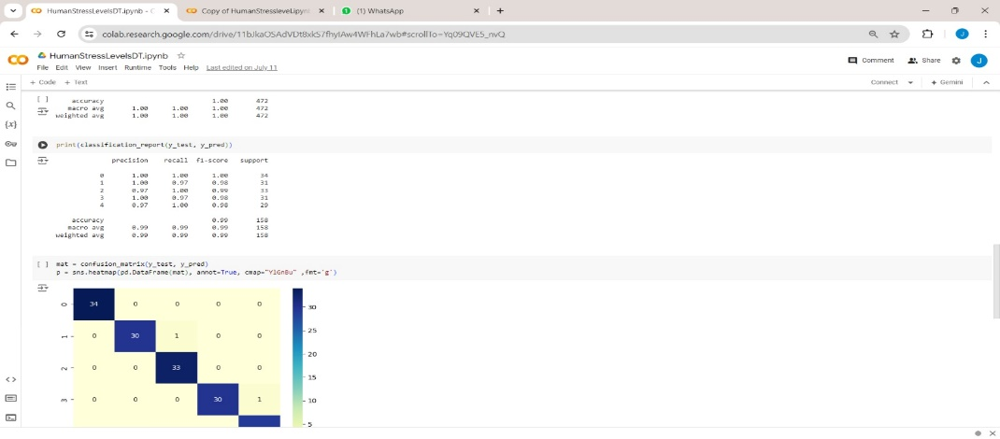 HumanStressLevelsDT.ipynb - C
Copy of HumanStresslevelLipynb
(1) WhatsApp
colab.research.google.com/drive/11bJkaOSAdVDt8xkS7fhyIAw4WFhLa7wb#scrollTo=Yq09QVE5_nvQ
HumanStressLevelsDT.ipynb
File Edit View Insert Runtime Tools Help Last edited on July 11
Comment Share J
+ Code + Text
Connect Gemini
[ ] accuracy 1.00 472
macro avg 1.00 1.00 1.00 472
weighted avg 1.00 1.00 1.00 472
print(classification_report(y_test, y_pred))
precision recall f1-score support
0 1.00 1.00 1.00 34
1 1.00 0.97 0.98 31
2 0.97 1.00 0.99 33
3 1.00 0.97 0.98 31
4 0.97 1.00 0.98 29
accuracy 0.99 158
macro avg 0.99 0.99 0.99 158
weighted avg 0.99 0.99 0.99 158
[ ] mat = confusion_matrix(y_test, y_pred)
p = sns.heatmap(pd.DataFrame(mat), annot=True, cmap="YlGnBu" ,fmt='g')
0 34 0 0 0 0
1 0 30 1 0 0
2 0 0 33 0 0
3 0 0 0 30 1
30
25
20
15
10
5